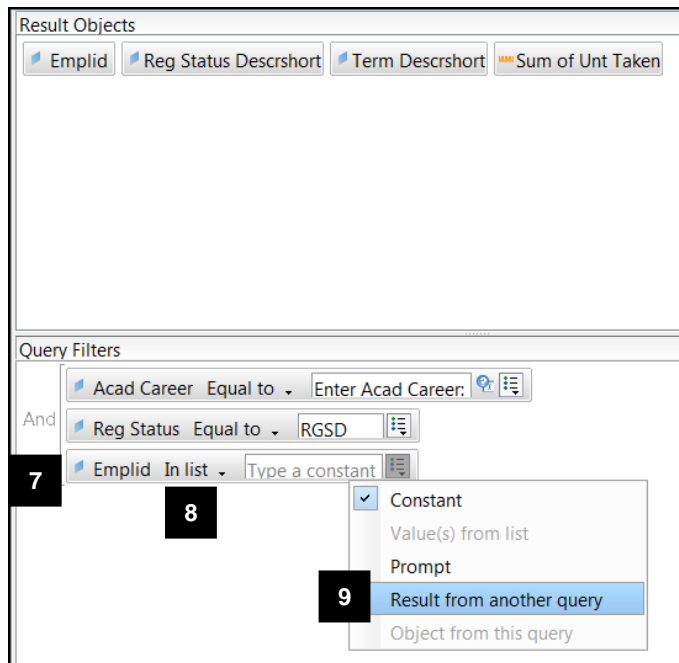 Result Objects
Emplid Reg Status Descrshort Term Descrshort Sum of Unt Taken
Query Filters
Acad Career Equal to Enter Acad Career:
And
Reg Status Equal to RGSD
7
Emplid In list Type a constant
8
Constant
Value(s) from list
Prompt
9
Result from another query
Object from this query